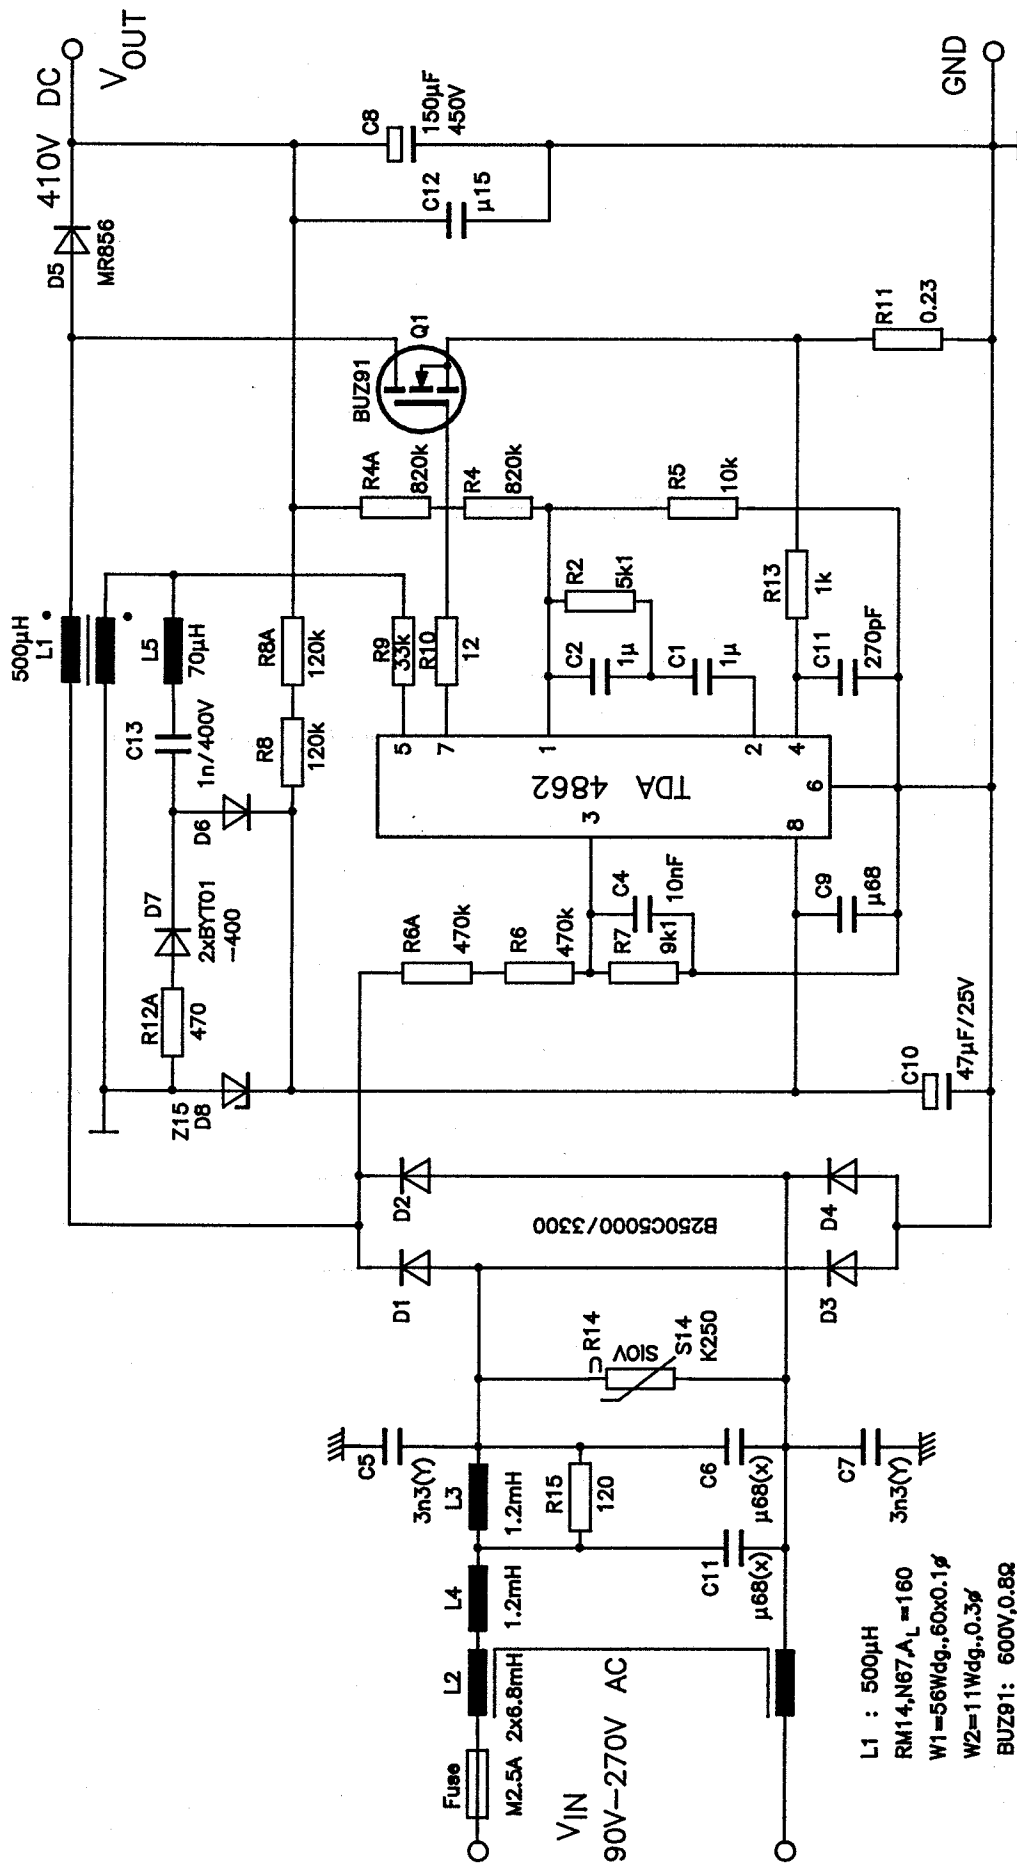 VIN
90V-270V AC
Fuse
M2.5A
L2
2x6.8mH
L4
1.2mH
L3
1.2mH
C11
µ68(x)
R15
120
C5
3n3(Y)
C6
µ68(x)
C7
3n3(Y)
R14
SIOV
S14
K250
D1
D2
D3
D4
B250C5000/3300
Z15
D8
R12A
470
D7
2xBYT01
-400
D6
C13
1n/400V
L5
70µH
500µH
L1
R8
120k
R8A
120k
R6A
470k
R6
470k
R7
9k1
C4
10nF
C9
µ68
C10
47µF/25V
TDA 4862
3
8
6
5
7
1
2
4
R9
33k
R10
12
C2
1µ
R2
5k1
C1
1µ
C11
270pF
R13
1k
R4A
820k
R4
820k
R5
10k
BUZ91
Q1
R11
0.23
D5
MR856
C12
µ15
C8
150µF
450V
410V DC
VOUT
GND
L1 : 500µH
RM14,N67,AL=160
W1=56Wdg.,60x0.1ø
W2=11Wdg.,0.3ø
BUZ91: 600V,0.8Ω